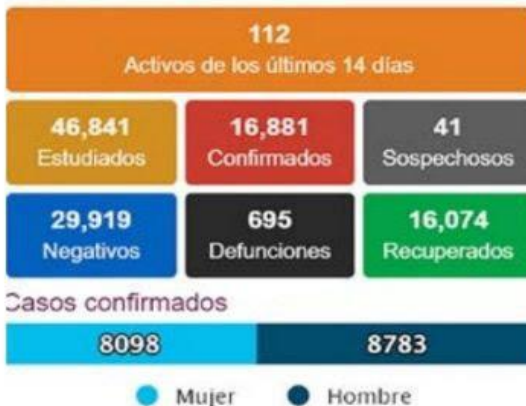 112
Activos de los últimos 14 días
46,841
Estudiados
16,881
Confirmados
41
Sospechosos
29,919
Negativos
695
Defunciones
16,074
Recuperados
Casos confirmados
8098
8783
Mujer
Hombre